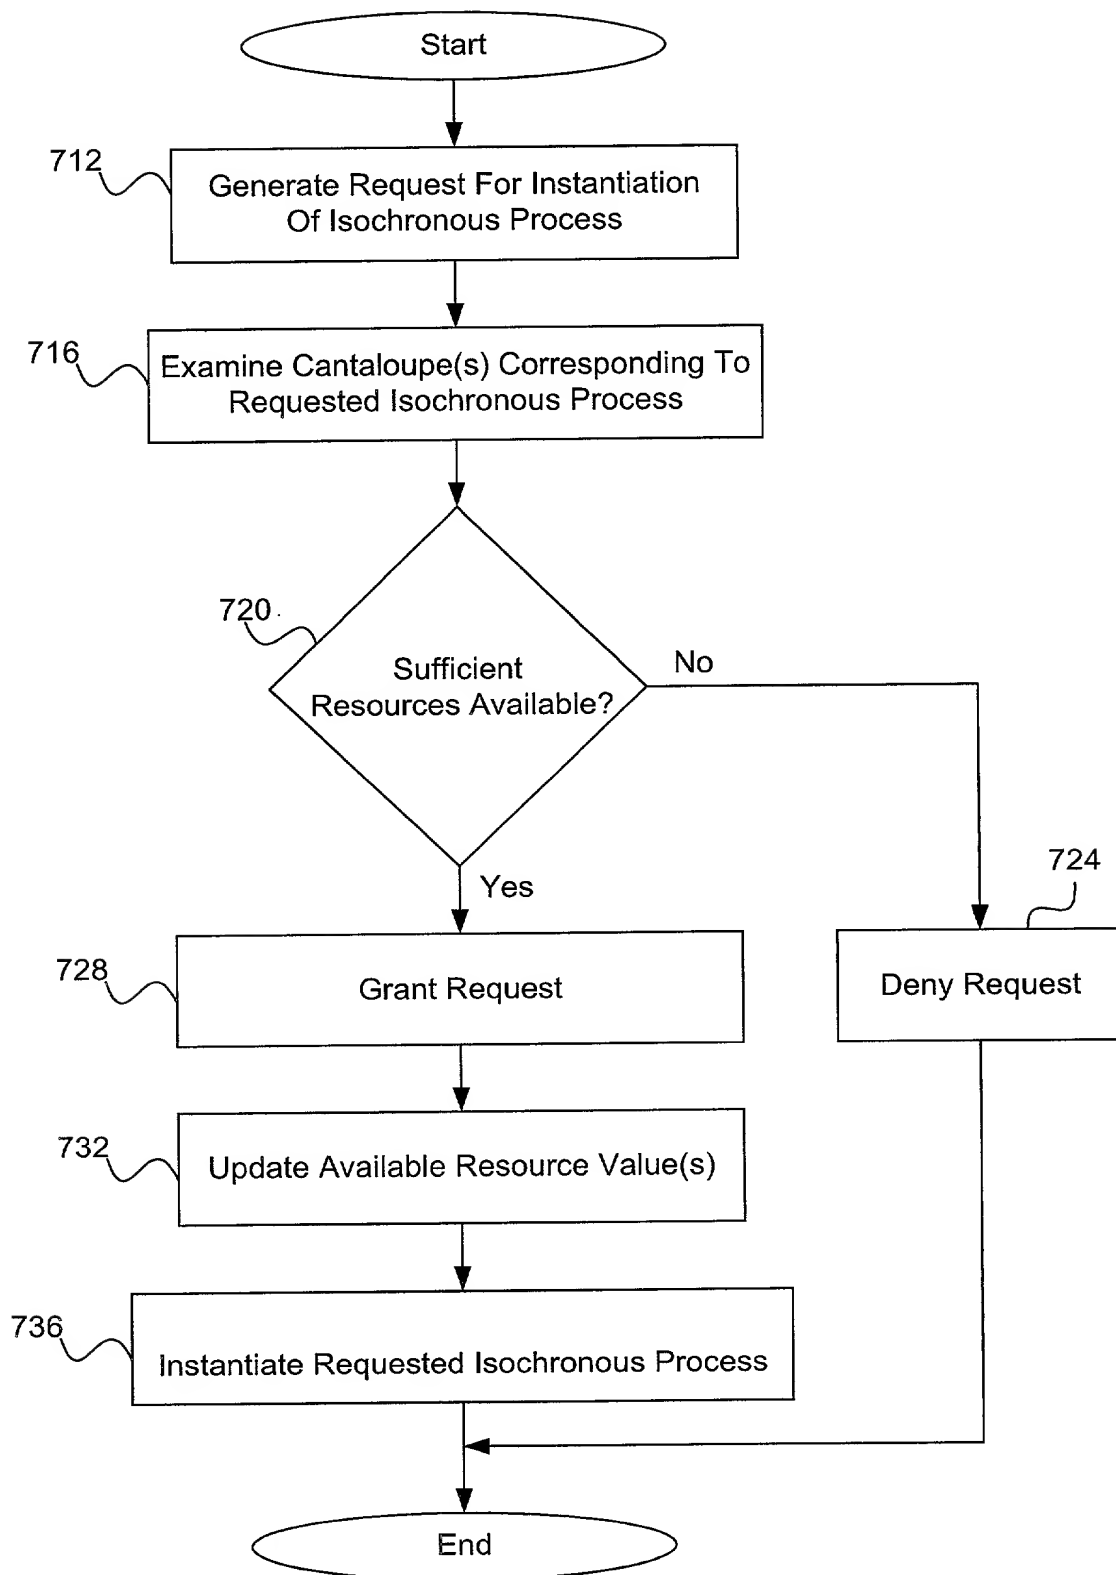 Start
712
Generate Request For Instantiation
Of Isochronous Process
716
Examine Cantaloupe(s) Corresponding To
Requested Isochronous Process
720
Sufficient
Resources Available?
No
Yes
724
728
Grant Request
Deny Request
732
Update Available Resource Value(s)
736
Instantiate Requested Isochronous Process
End